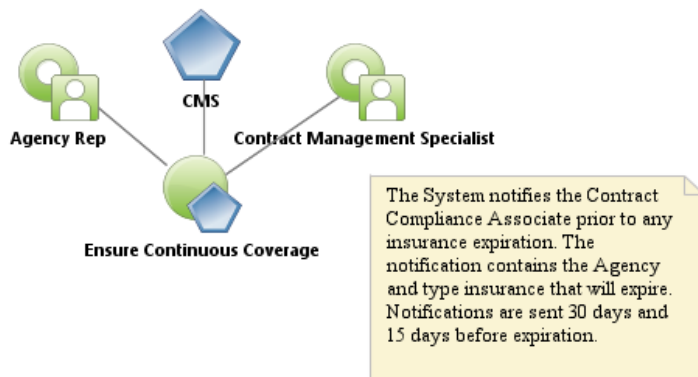 CMS
Agency Rep
Contract Management Specialist
Ensure Continuous Coverage
The System notifies the Contract
Compliance Associate prior to any
insurance expiration. The
notification contains the Agency
and type insurance that will expire.
Notifications are sent 30 days and
15 days before expiration.